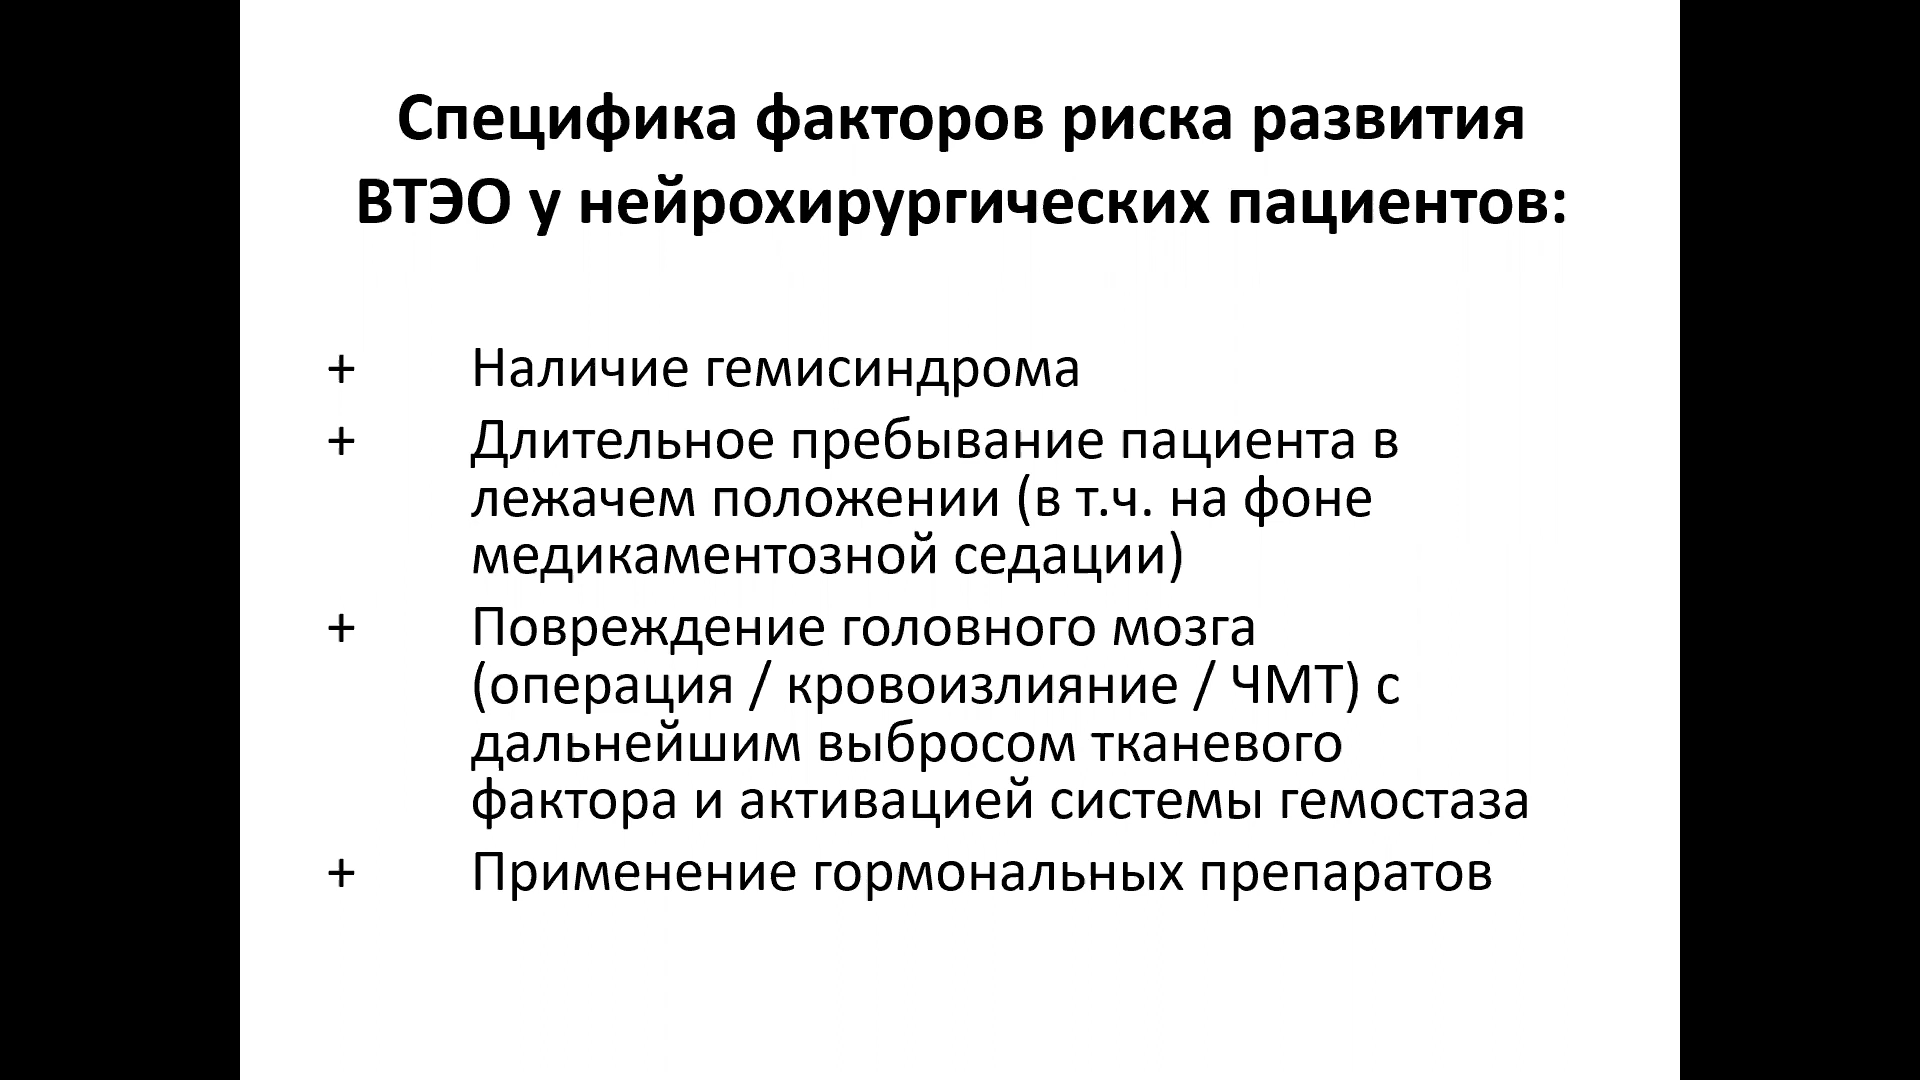 Специфика факторов риска развития
ВТЭО у нейрохирургических пациентов:
+ Наличие гемисиндрома
+ Длительное пребывание пациента в
лежачем положении (в т.ч. на фоне
медикаментозной седации)
+ Повреждение головного мозга
(операция / кровоизлияние / ЧМТ) с
дальнейшим выбросом тканевого
фактора и активацией системы гемостаза
+ Применение гормональных препаратов